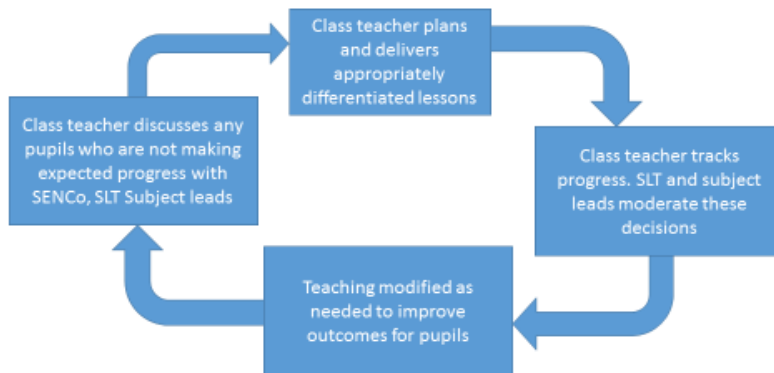 Class teacher plans
and delivers
appropriately
differentiated lessons
Class teacher tracks
progress. SLT and subject
leads moderate these
decisions
Teaching modified as
needed to improve
outcomes for pupils
Class teacher discusses any
pupils who are not making
expected progress with
SENCo, SLT Subject leads